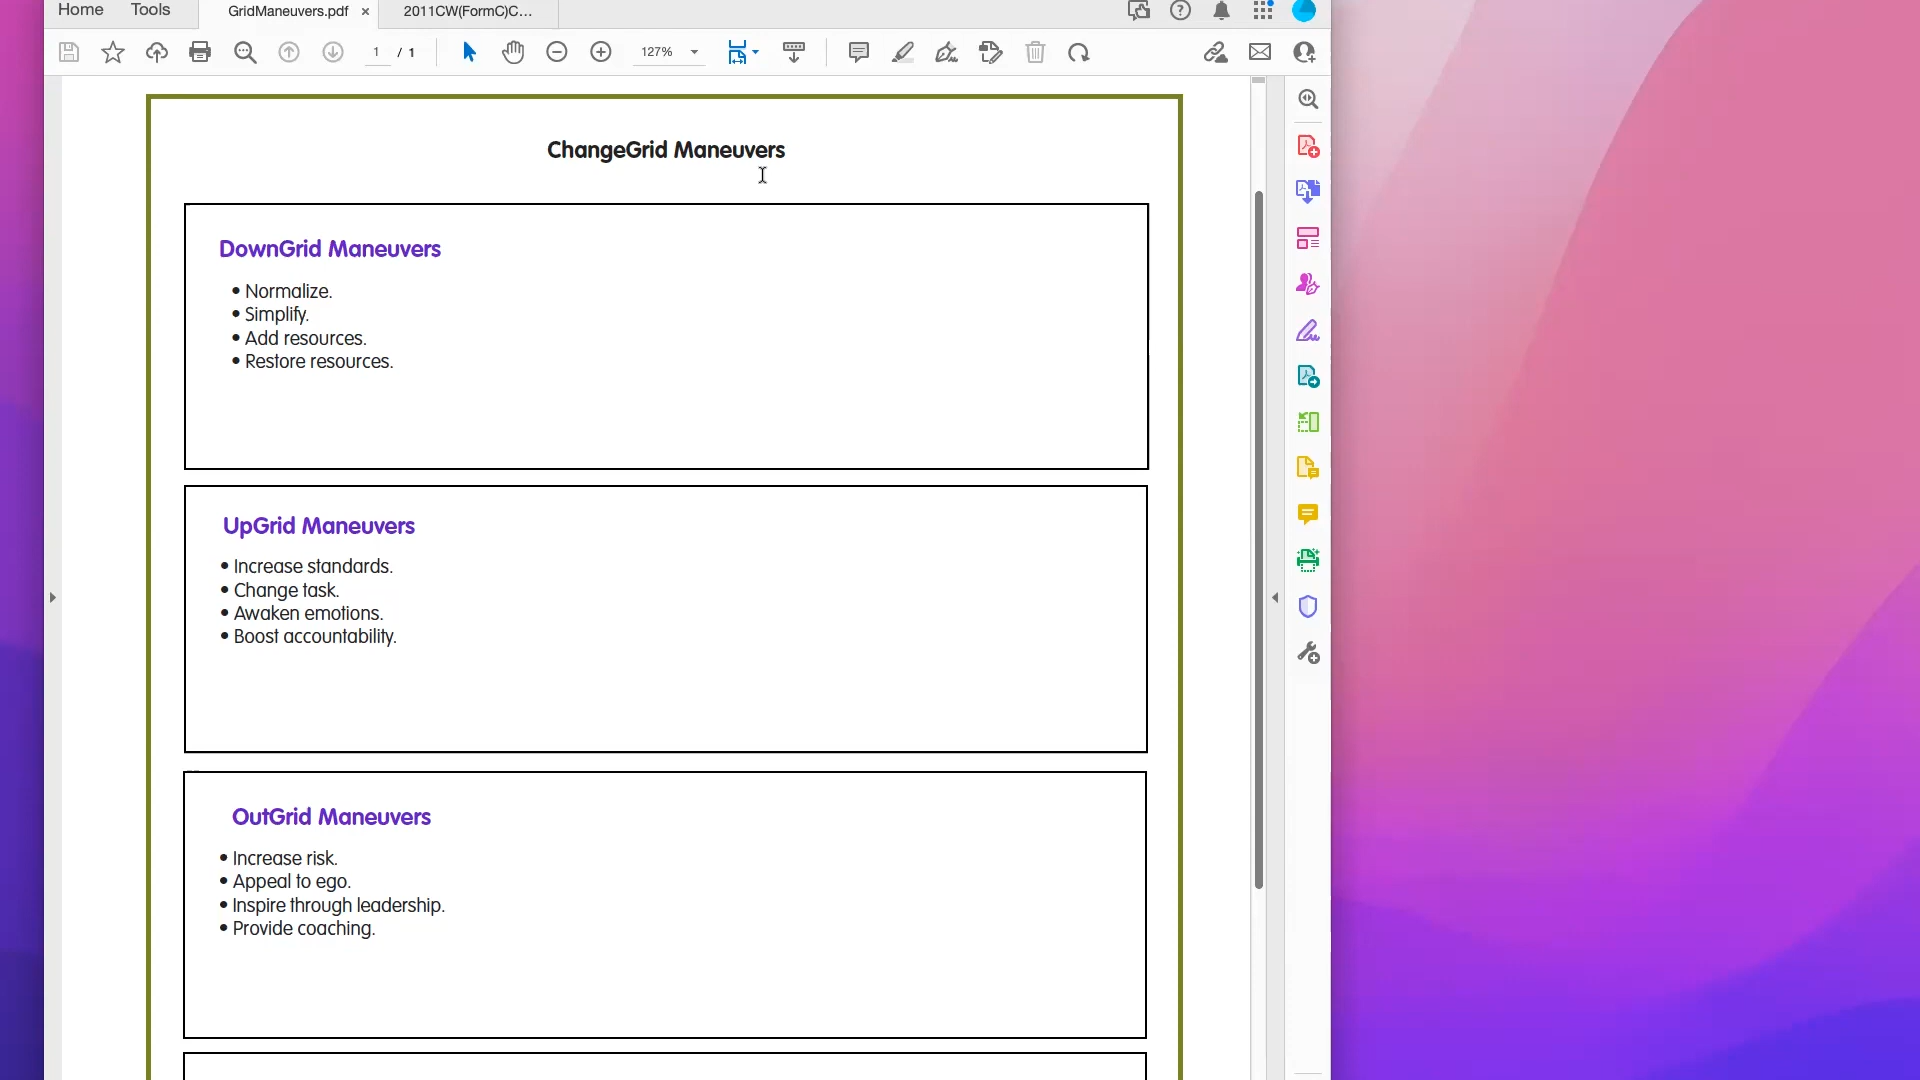 Home Tools GridManeuvers.pdf × 2011CW(FormC)C...
1 / 1 127%
ChangeGrid Maneuvers
DownGrid Maneuvers
• Normalize.
• Simplify.
• Add resources.
• Restore resources.
UpGrid Maneuvers
• Increase standards.
• Change task.
• Awaken emotions.
• Boost accountability.
OutGrid Maneuvers
• Increase risk.
• Appeal to ego.
• Inspire through leadership.
• Provide coaching.